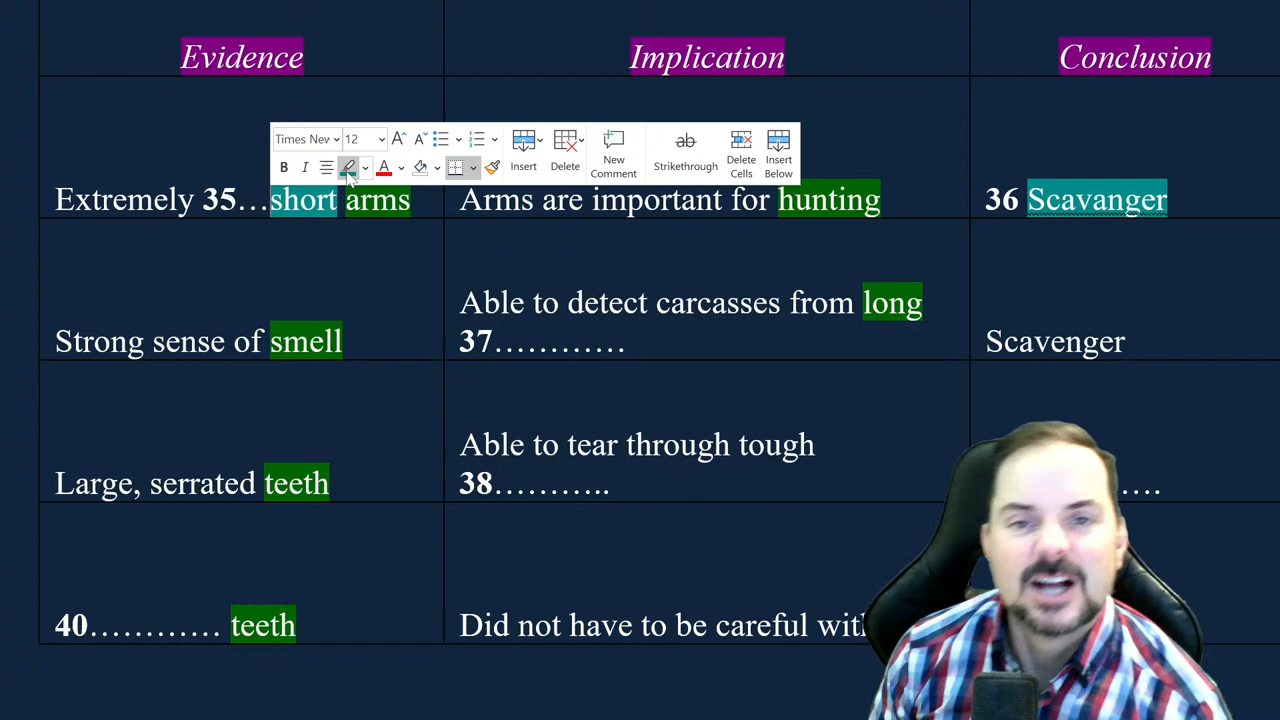 Evidence
Implication
Conclusion
Times New
12
Insert
Delete
New Comment
Strikethrough
Delete Cells
Insert Below
Extremely 35…short arms
Arms are important for hunting
36 Scavanger
Strong sense of smell
Able to detect carcasses from long
37…………
Scavenger
Large, serrated teeth
Able to tear through tough
38………..
….
40………… teeth
Did not have to be careful with